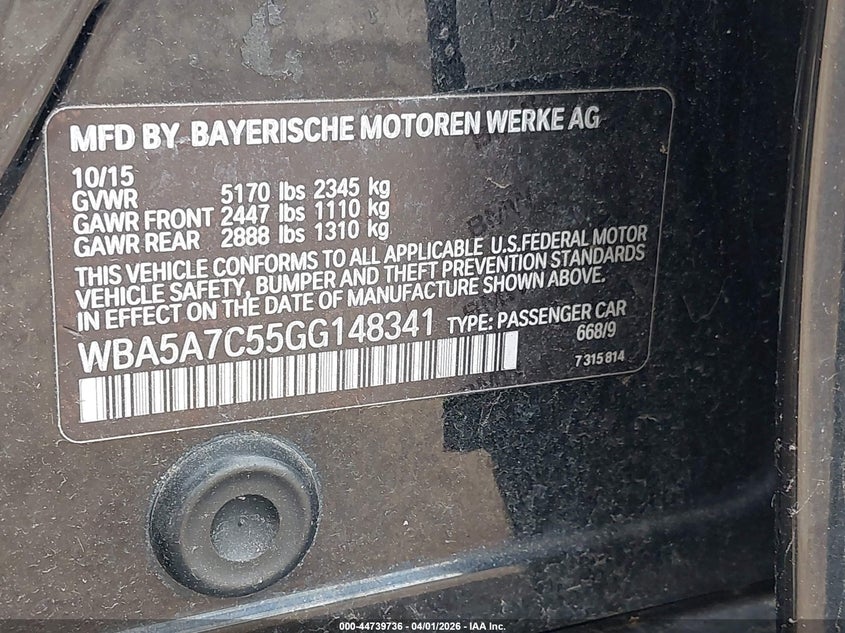 MFD BY BAYERISCHE MOTOREN WERKE AG
10/15
GVWR 5170 lbs 2345 kg
GAWR FRONT 2447 lbs 1110 kg
GAWR REAR 2888 lbs 1310 kg
THIS VEHICLE CONFORMS TO ALL APPLICABLE U.S.FEDERAL MOTOR
VEHICLE SAFETY, BUMPER AND THEFT PREVENTION STANDARDS
IN EFFECT ON THE DATE OF MANUFACTURE SHOWN ABOVE.
WBA5A7C55GG148341 TYPE: PASSENGER CAR
668/9
7 315 814
000-44739736 - 04/01/2026 - IAA Inc.